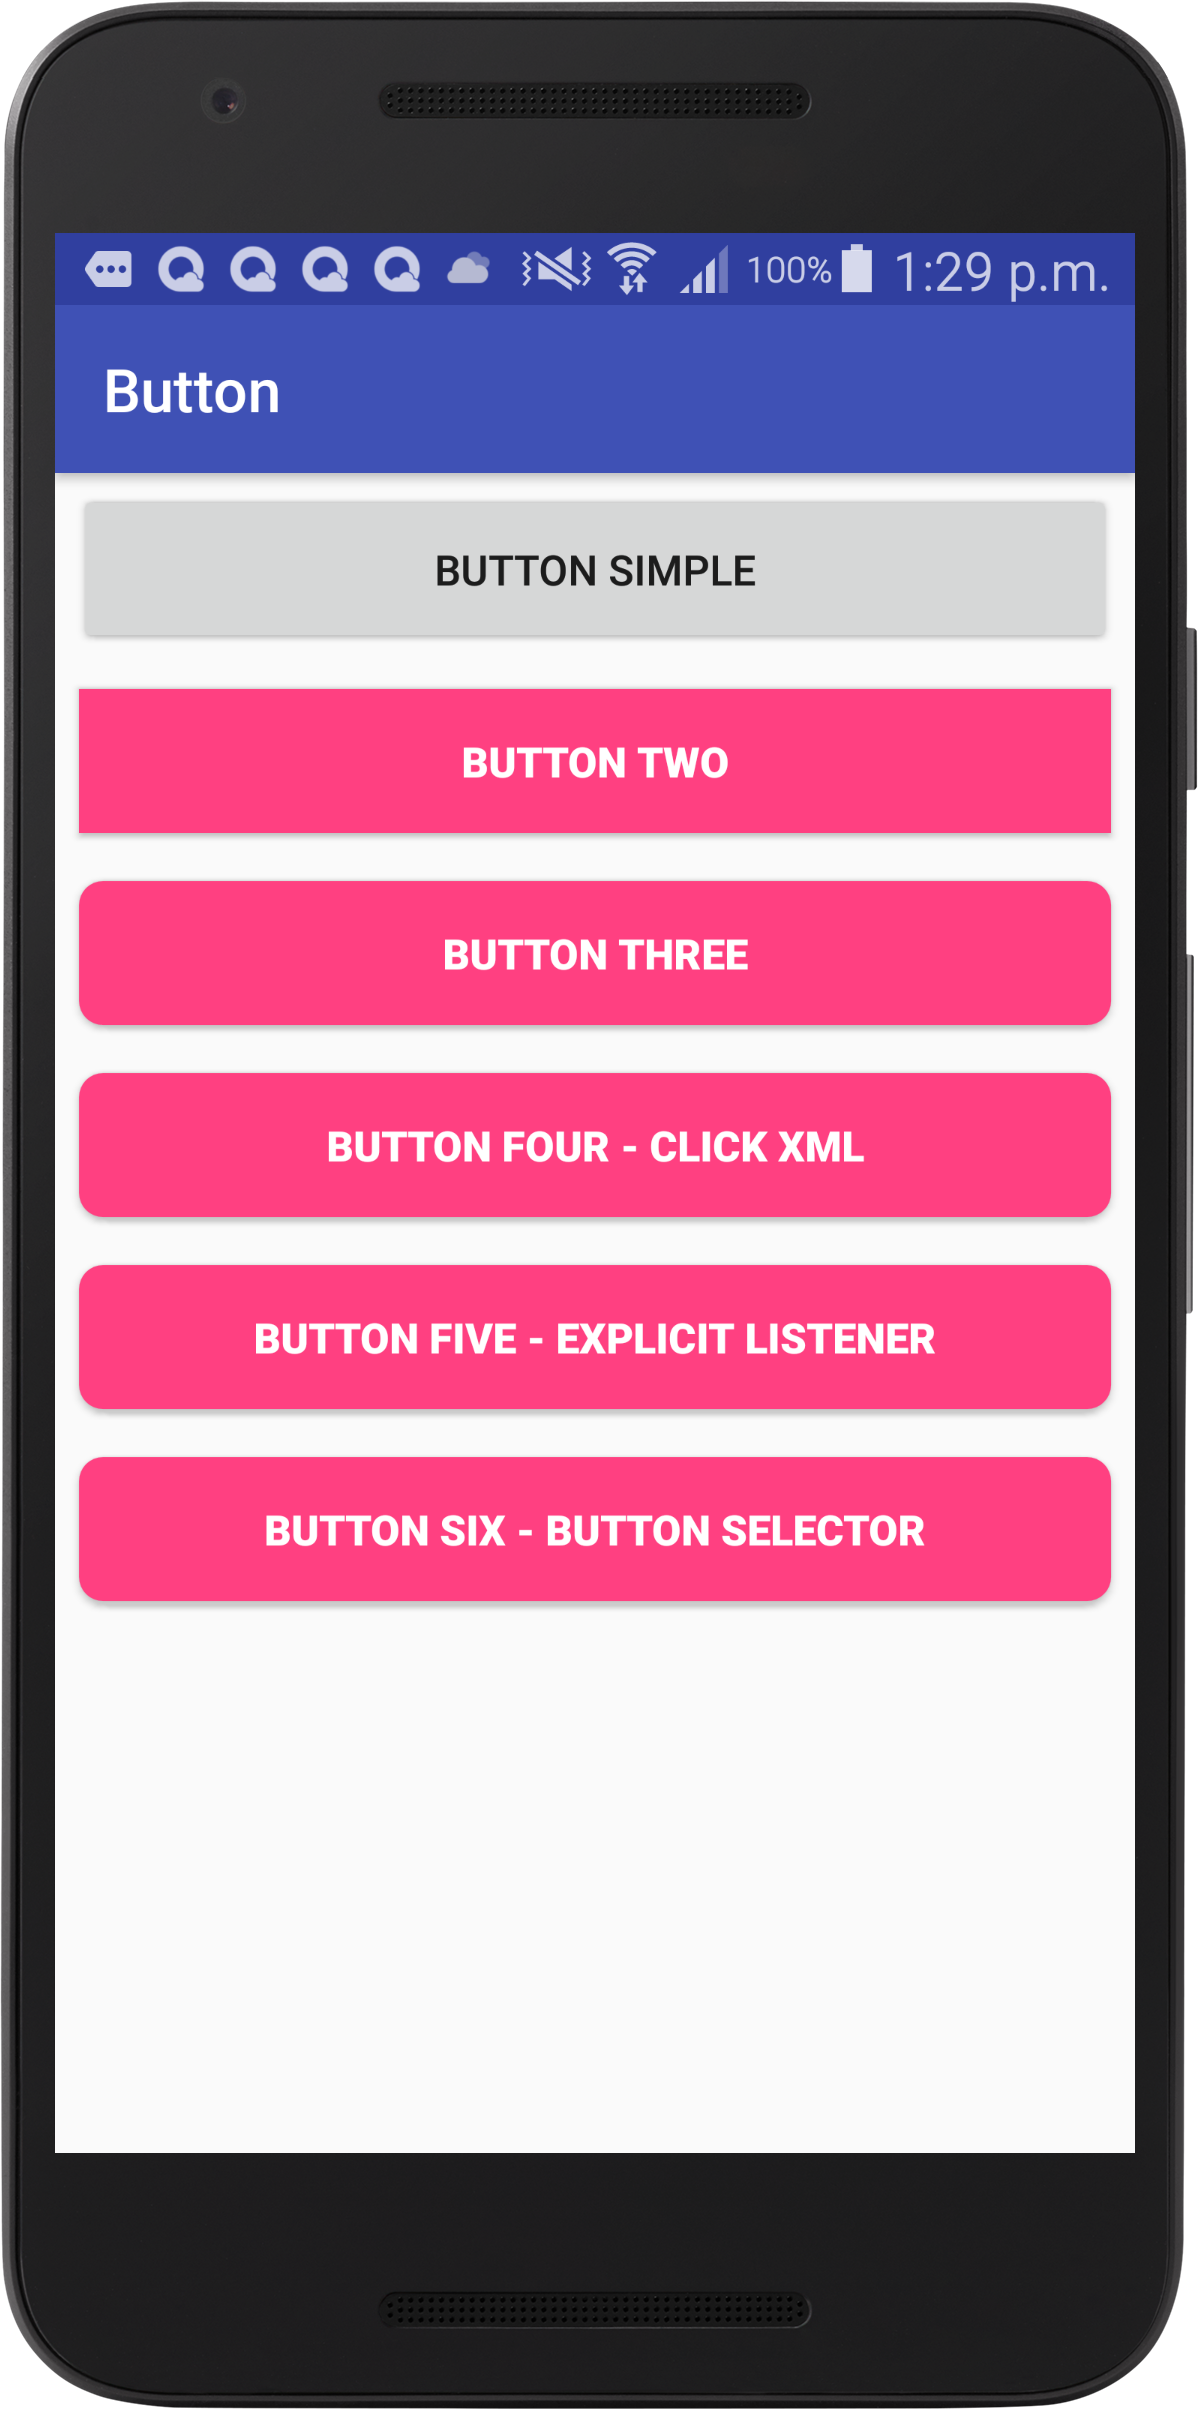 100% 1:29 p.m.
Button
BUTTON SIMPLE
BUTTON TWO
BUTTON THREE
BUTTON FOUR - CLICK XML
BUTTON FIVE - EXPLICIT LISTENER
BUTTON SIX - BUTTON SELECTOR